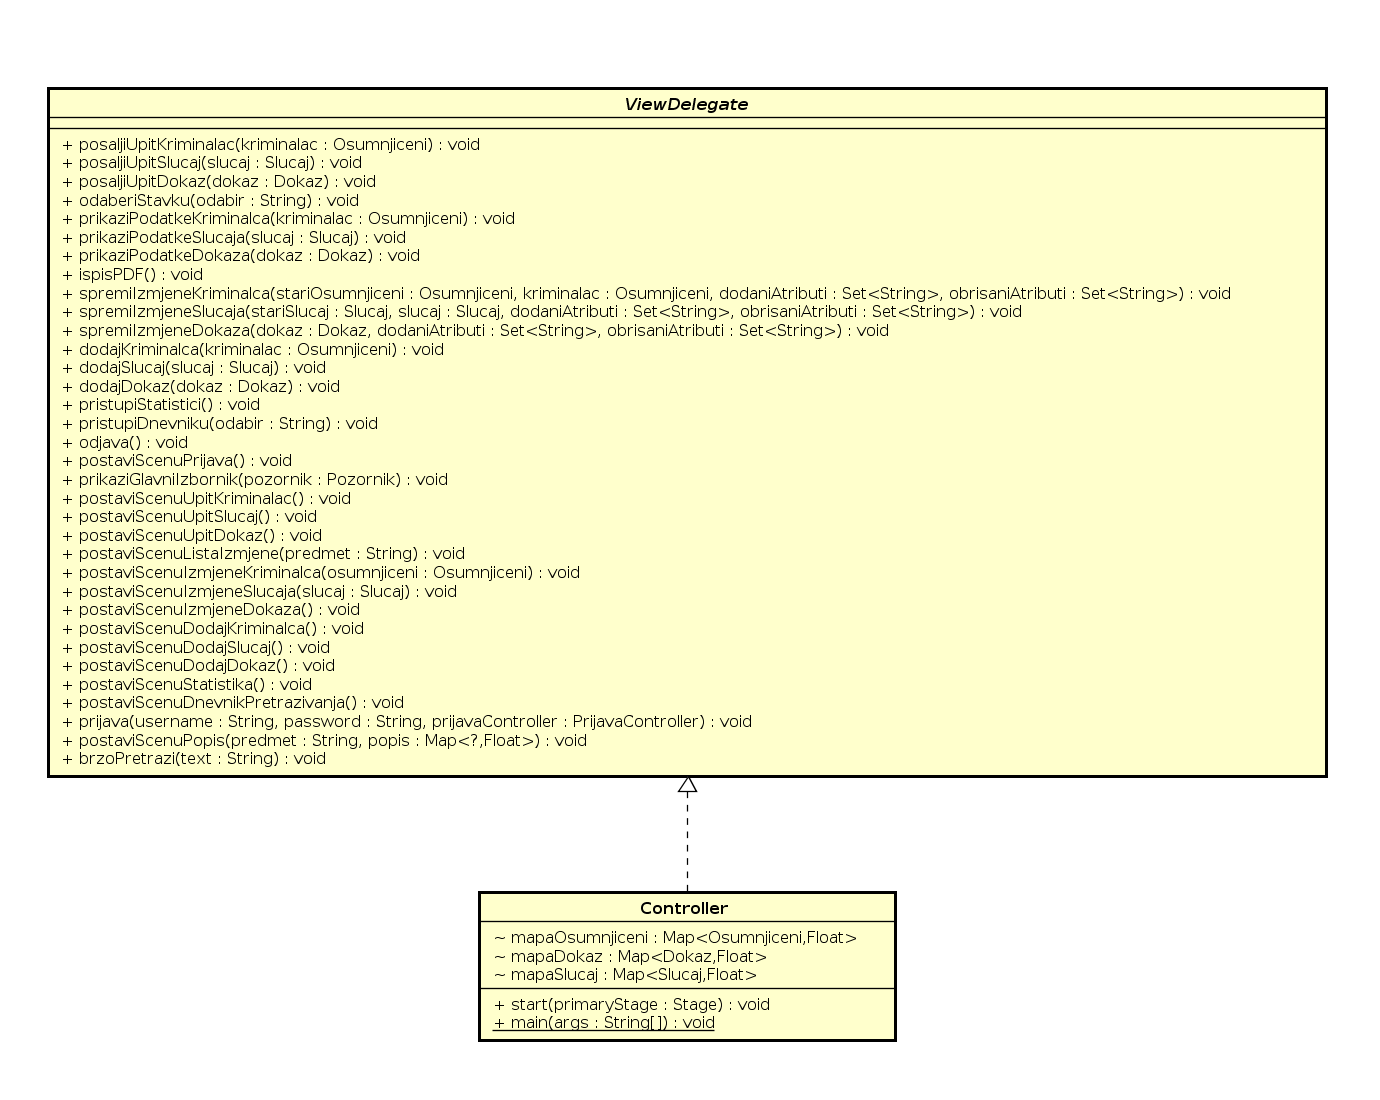 ViewDelegate
+ posaljiUpitKriminalac(kriminalac : Osumnjiceni) : void
+ posaljiUpitSlucaj(slucaj : Slucaj) : void
+ posaljiUpitDokaz(dokaz : Dokaz) : void
+ odaberiStavku(odabir : String) : void
+ prikaziPodatkeKriminalca(kriminalac : Osumnjiceni) : void
+ prikaziPodatkeSlucaja(slucaj : Slucaj) : void
+ prikaziPodatkeDokaza(dokaz : Dokaz) : void
+ ispisPDF() : void
+ spremiIzmjeneKriminalca(stariOsumnjiceni : Osumnjiceni, kriminalac : Osumnjiceni, dodaniAtributi : Set<String>, obrisaniAtributi : Set<String>) : void
+ spremiIzmjeneSlucaja(stariSlucaj : Slucaj, slucaj : Slucaj, dodaniAtributi : Set<String>, obrisaniAtributi : Set<String>) : void
+ spremiIzmjeneDokaza(dokaz : Dokaz, dodaniAtributi : Set<String>, obrisaniAtributi : Set<String>) : void
+ dodajKriminalca(kriminalac : Osumnjiceni) : void
+ dodajSlucaj(slucaj : Slucaj) : void
+ dodajDokaz(dokaz : Dokaz) : void
+ pristupiStatistici() : void
+ pristupiDnevniku(odabir : String) : void
+ odjava() : void
+ postaviScenuPrijava() : void
+ prikaziGlavniIzbornik(pozornik : Pozornik) : void
+ postaviScenuUpitKriminalac() : void
+ postaviScenuUpitSlucaj() : void
+ postaviScenuUpitDokaz() : void
+ postaviScenuListaIzmjene(predmet : String) : void
+ postaviScenuIzmjeneKriminalca(osumnjiceni : Osumnjiceni) : void
+ postaviScenuIzmjeneSlucaja(slucaj : Slucaj) : void
+ postaviScenuIzmjeneDokaza() : void
+ postaviScenuDodajKriminalca() : void
+ postaviScenuDodajSlucaj() : void
+ postaviScenuDodajDokaz() : void
+ postaviScenuStatistika() : void
+ postaviScenuDnevnikPretrazivanja() : void
+ prijava(username : String, password : String, prijavaController : PrijavaController) : void
+ postaviScenuPopis(predmet : String, popis : Map<?,Float>) : void
+ brzoPretrazi(text : String) : void
Controller
~ mapaOsumnjiceni : Map<Osumnjiceni,Float>
~ mapaDokaz : Map<Dokaz,Float>
~ mapaSlucaj : Map<Slucaj,Float>
+ start(primaryStage : Stage) : void
+ main(args : String[]) : void